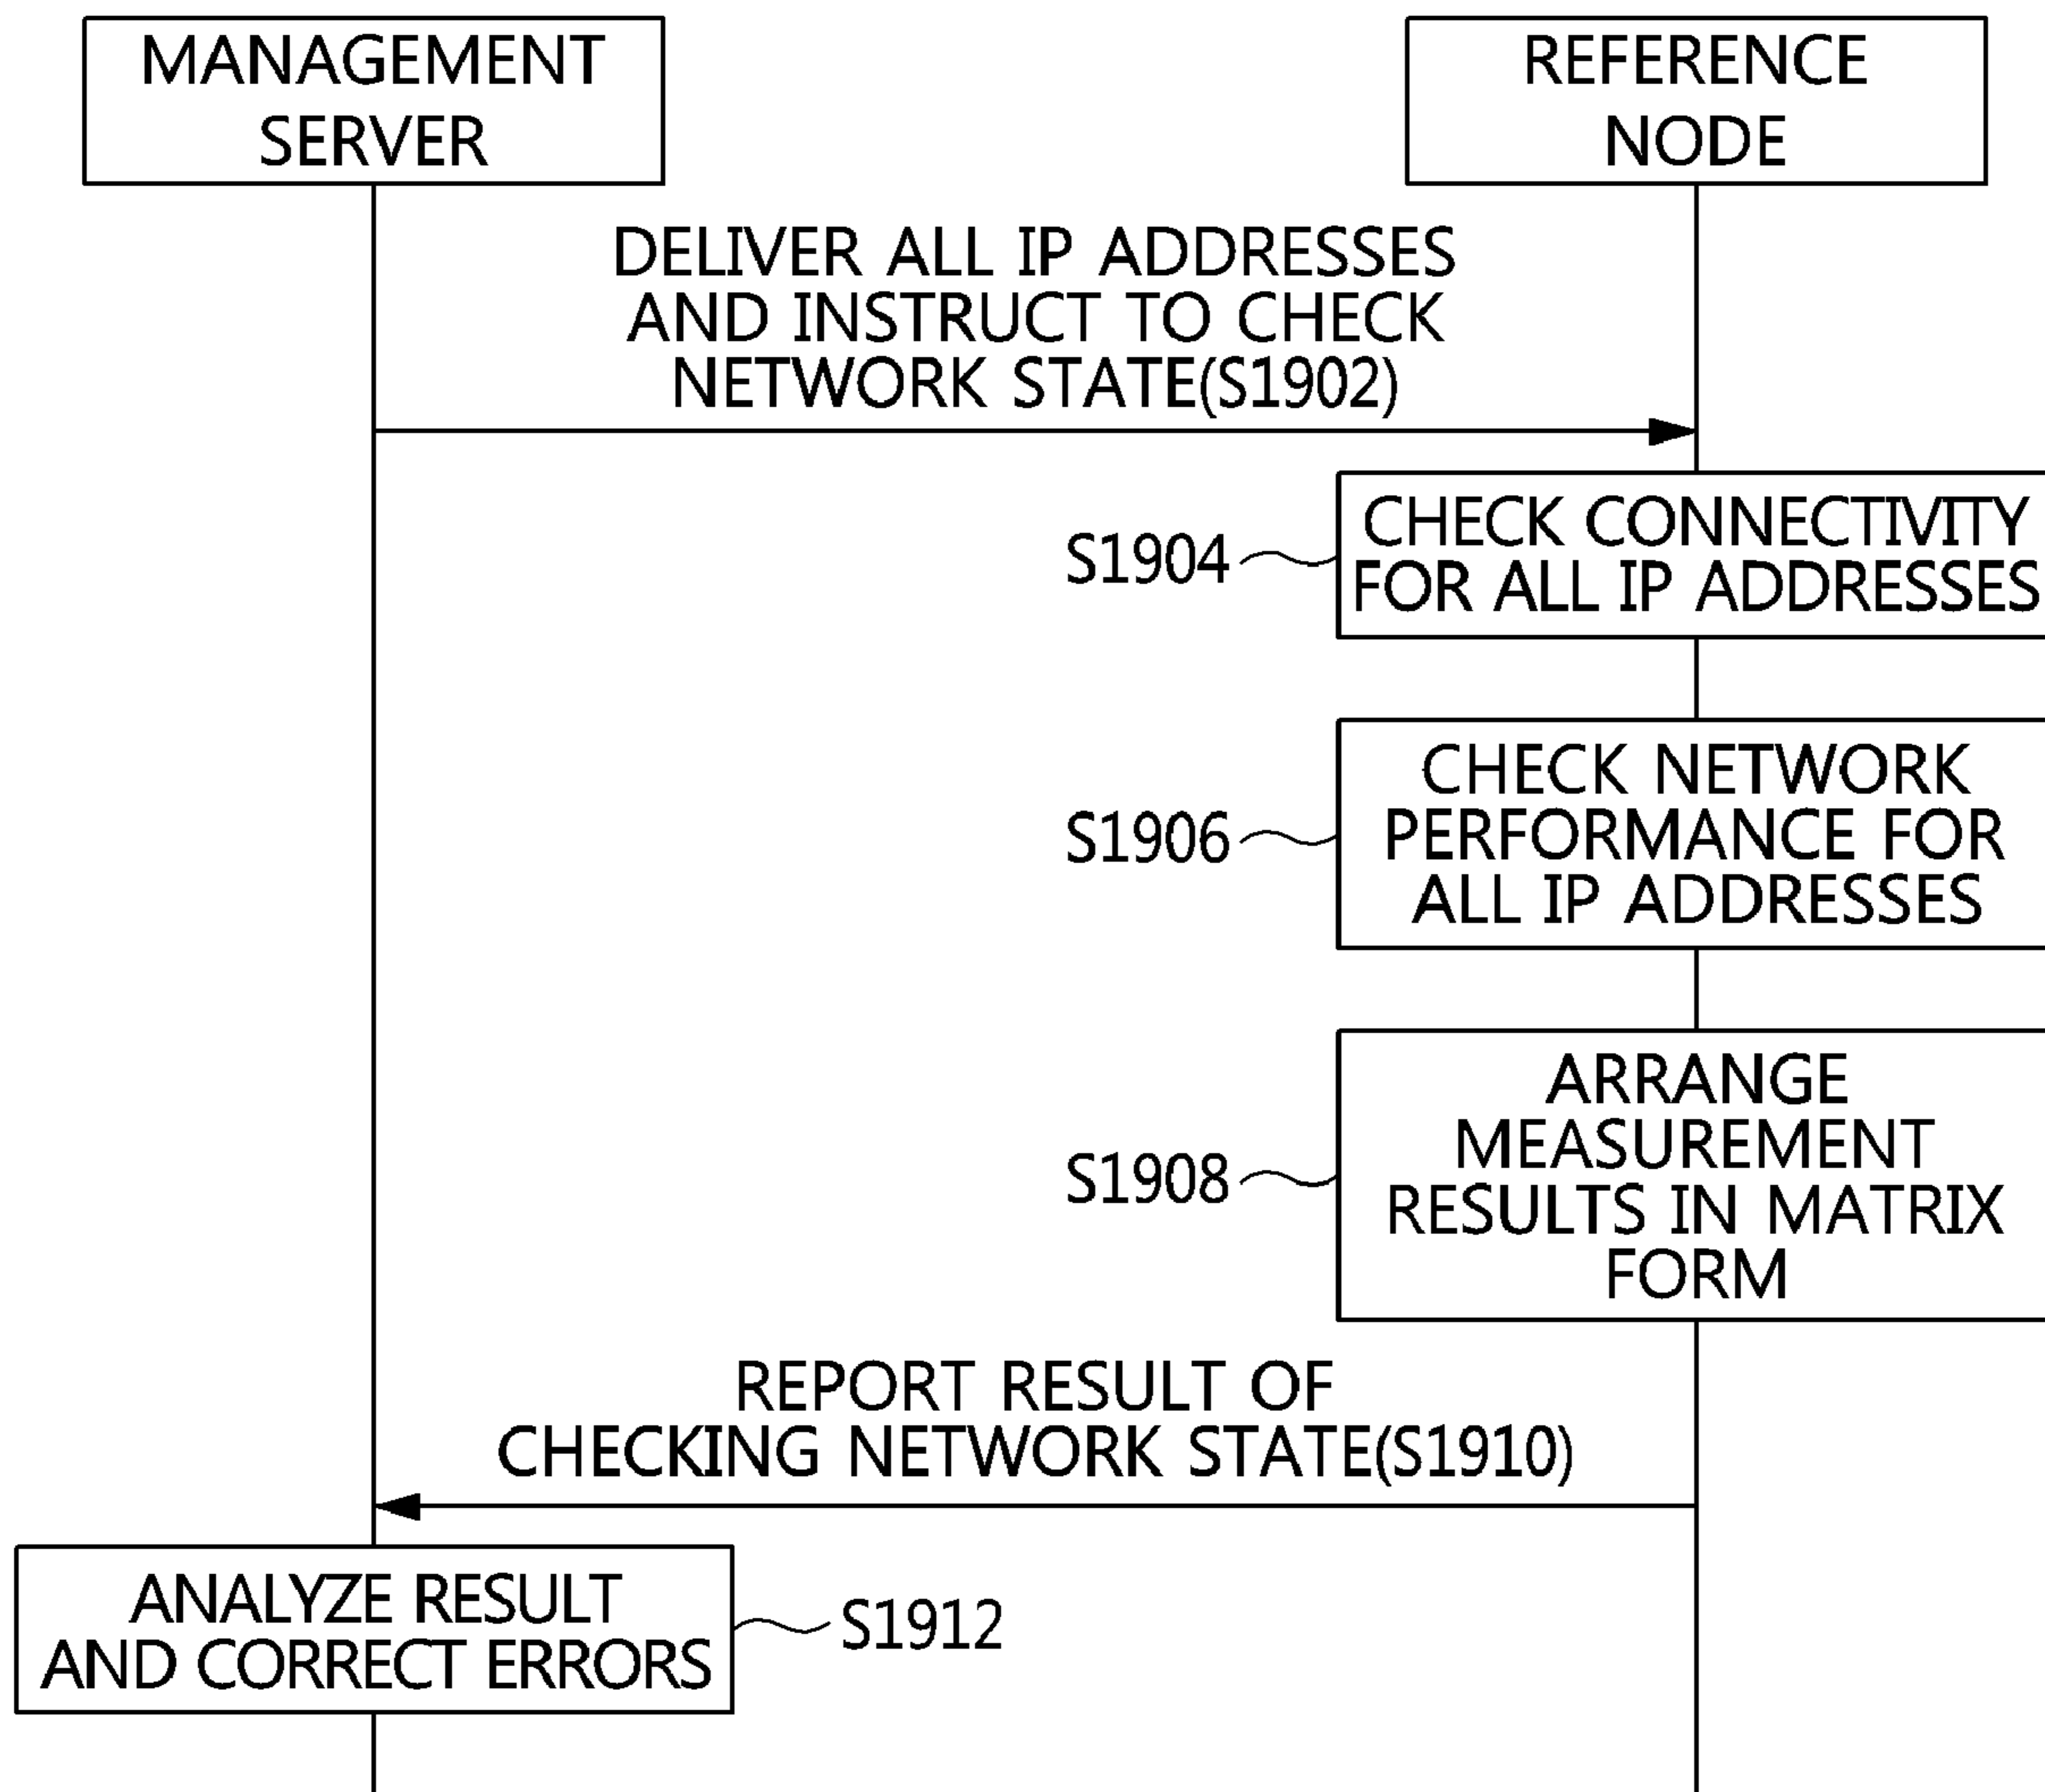 MANAGEMENT
SERVER
REFERENCE
NODE
DELIVER ALL IP ADDRESSES
AND INSTRUCT TO CHECK
NETWORK STATE(S1902)
S1904
CHECK CONNECTIVITY
FOR ALL IP ADDRESSES
S1906
CHECK NETWORK
PERFORMANCE FOR
ALL IP ADDRESSES
S1908
ARRANGE
MEASUREMENT
RESULTS IN MATRIX
FORM
REPORT RESULT OF
CHECKING NETWORK STATE(S1910)
ANALYZE RESULT
AND CORRECT ERRORS
S1912